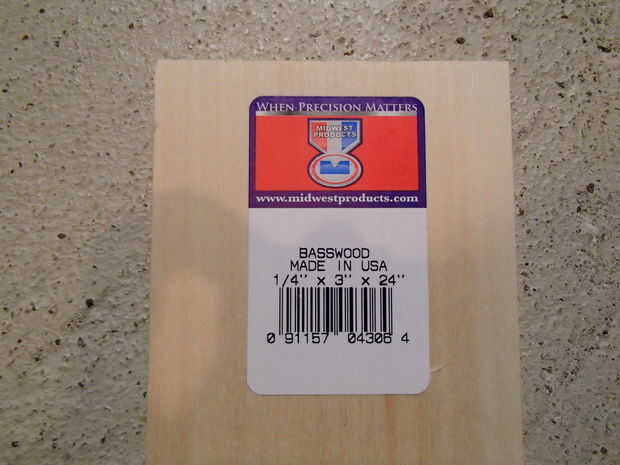 WHEN PRECISION MATTERS
MIDWEST
PRODUCTS
www.midwestproducts.com
BASSWOOD
MADE IN USA
1/4" x 3" x 24"
0 91157 04306 4